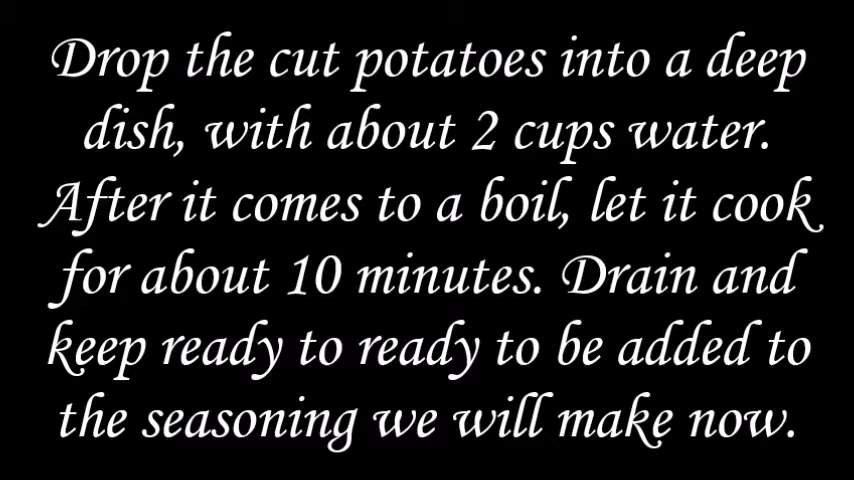 Drop the cut potatoes into a deep
dish, with about 2 cups water.
After it comes to a boil, let it cook
for about 10 minutes. Drain and
keep ready to ready to be added to
the seasoning we will make now.